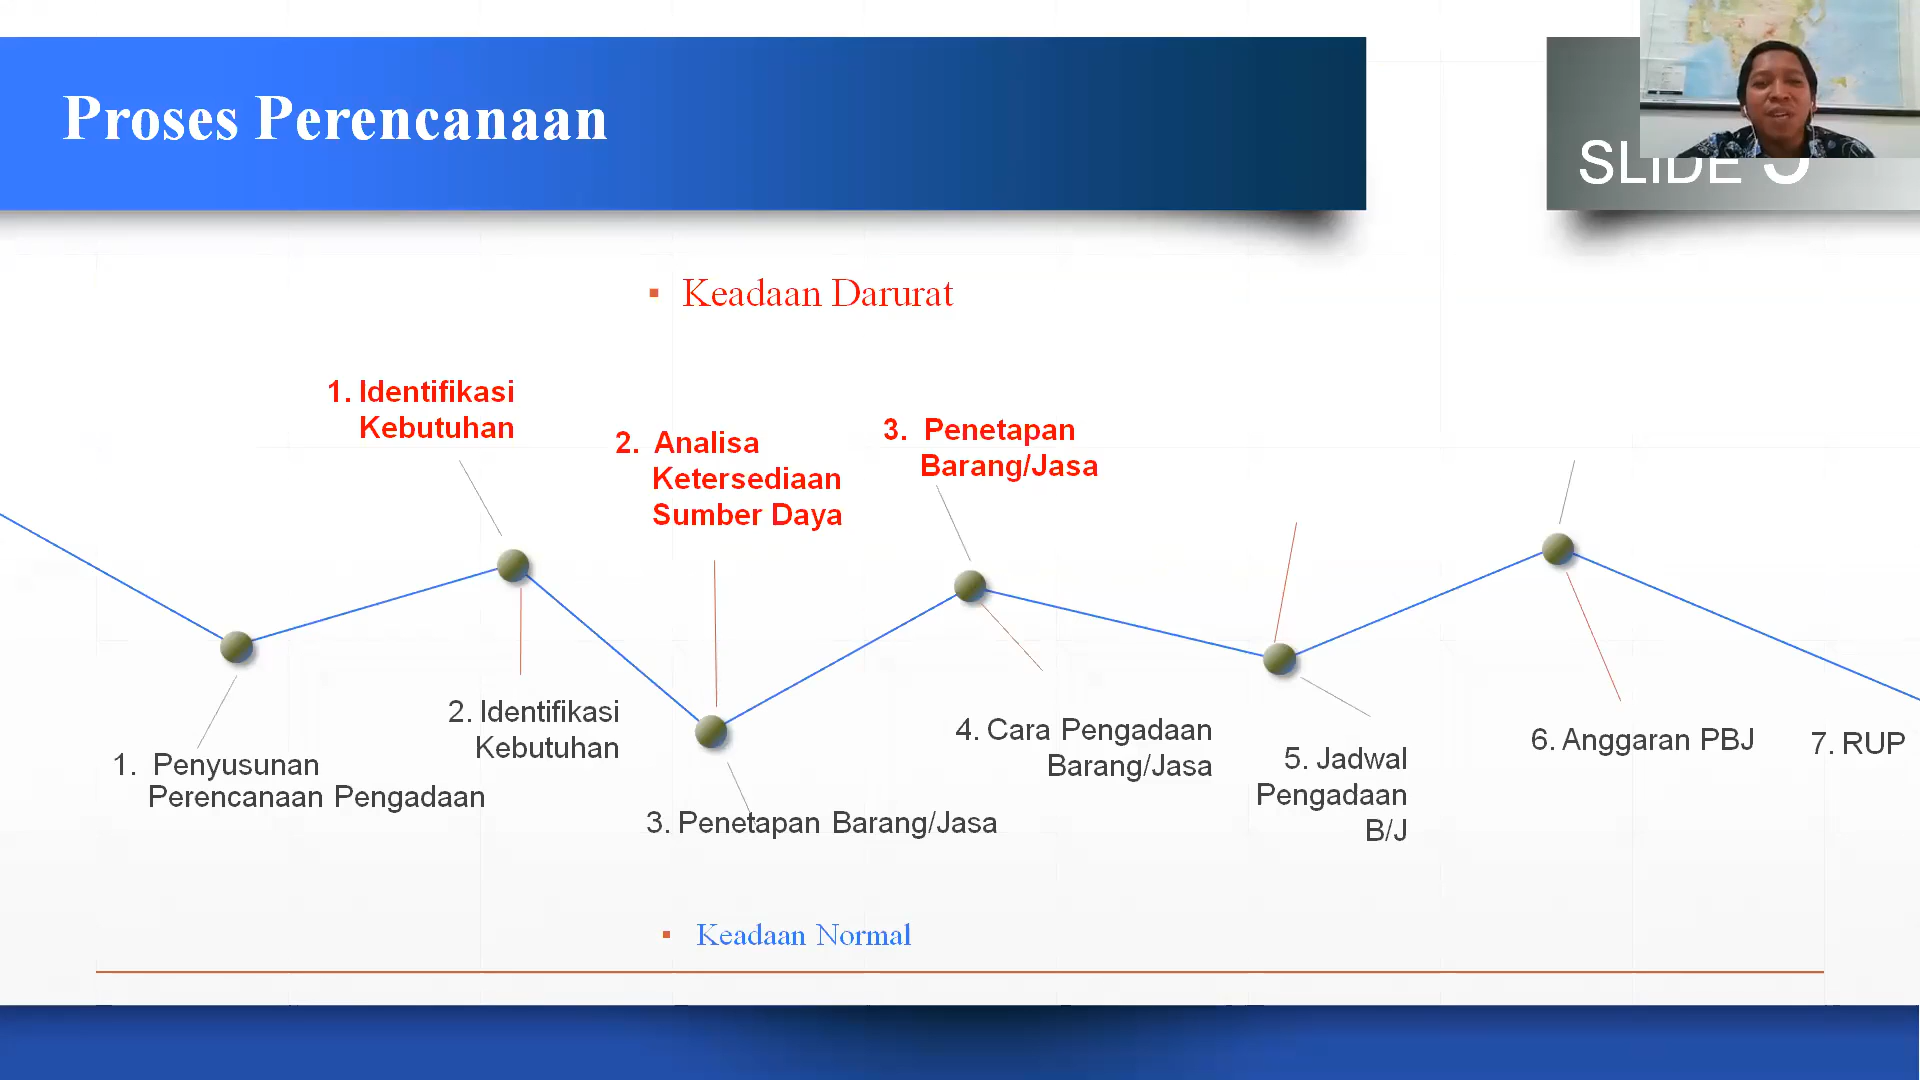 Proses Perencanaan
SLIDE
▪ Keadaan Darurat
1. Identifikasi
Kebutuhan
2. Analisa
Ketersediaan
Sumber Daya
3. Penetapan
Barang/Jasa
1. Penyusunan
Perencanaan Pengadaan
2. Identifikasi
Kebutuhan
3. Penetapan Barang/Jasa
4. Cara Pengadaan
Barang/Jasa
5. Jadwal
Pengadaan
B/J
6. Anggaran PBJ
7. RUP
▪ Keadaan Normal